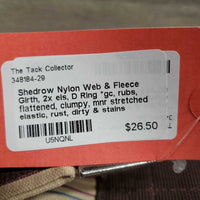 The Tack Collector
348184-29
Shedrow Nylon Web & Fleece
Girth, 2x els, D Ring *gc, rubs,
flattened, clumpy, mnr stretched
elastic, rust, dirty & stains
$26.50
U5NQNL